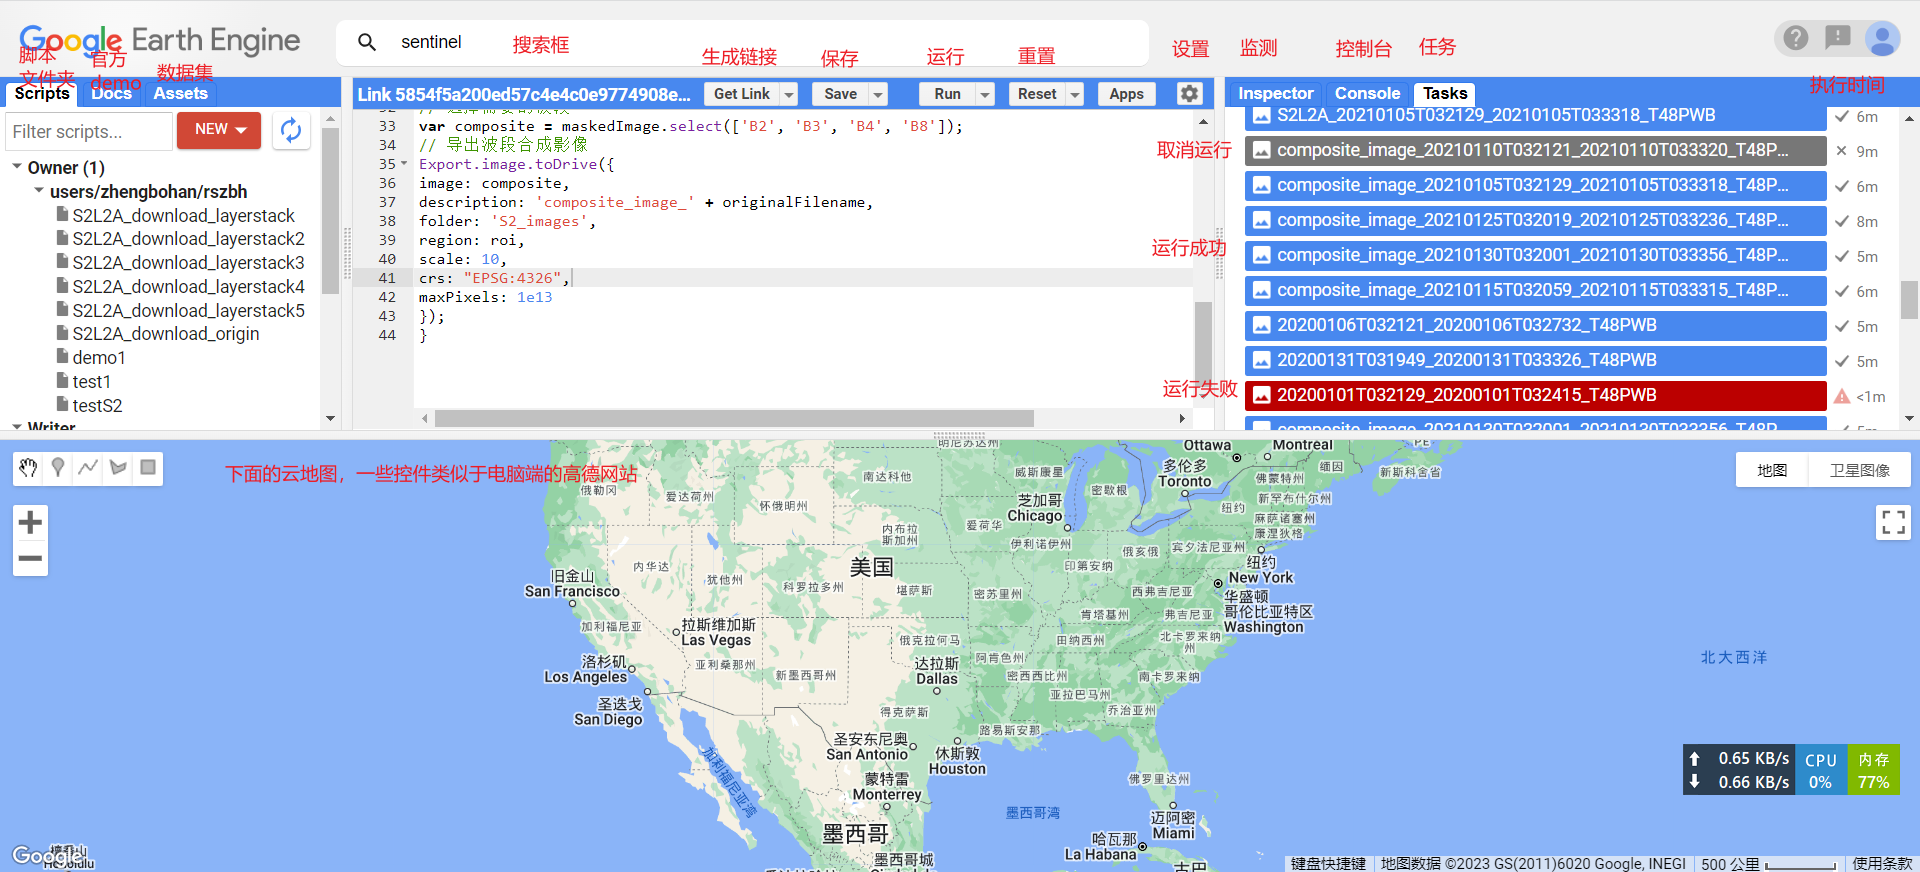 Google Earth Engine
sentinel
搜索框
生成链接
保存
运行
重置
设置
监测
控制台
任务
脚本
文件夹
官方
demo
数据集
执行时间
Scripts
Docs
Assets
Filter scripts...
NEW
Owner (1)
users/zhengbohan/rszbh
S2L2A_download_layerstack
S2L2A_download_layerstack2
S2L2A_download_layerstack3
S2L2A_download_layerstack4
S2L2A_download_layerstack5
S2L2A_download_origin
demo1
test1
testS2
Writer
Link 5854f5a200ed57c4e4c0e9774908e...
Get Link
Save
Run
Reset
Apps
32 // 选择需要的波段
33 var composite = maskedImage.select(['B2', 'B3', 'B4', 'B8']);
34 // 导出波段合成影像
35 Export.image.toDrive({
36 image: composite,
37 description: 'composite_image_' + originalFilename,
38 folder: 'S2_images',
39 region: roi,
40 scale: 10,
41 crs: "EPSG:4326",
42 maxPixels: 1e13
43 });
44 }
Inspector
Console
Tasks
S2L2A_20210105T032129_20210105T033318_T48PWB 6m
取消运行
composite_image_20210110T032121_20210110T033320_T48P... 9m
composite_image_20210105T032129_20210105T033318_T48P... 6m
composite_image_20210125T032019_20210125T033236_T48P... 8m
运行成功
composite_image_20210130T032001_20210130T033356_T48P... 5m
composite_image_20210115T032059_20210115T033315_T48P... 6m
20200106T032121_20200106T032732_T48PWB 5m
20200131T031949_20200131T033326_T48PWB 5m
运行失败
20200101T032129_20200101T032415_T48PWB <1m
composite_image_20210130T032001_20210130T033356_T48P... 5m
下面的云地图，一些控件类似于电脑端的高德网站
地图
卫星图像
明尼苏达州
Ottawa
Montreal
PE
多伦多
Toronto
缅因
新斯科舍省
威斯康星
俄勒冈
爱达荷州
南达科他
怀俄明州
芝加哥
Chicago
密歇根
佛蒙特州
新罕布什尔州
纽约
麻萨诸塞州
康涅狄格
内布拉
斯加州
爱荷华
伊利诺伊州
俄亥俄
宾夕法尼亚州
印第安纳
纽约
New York
旧金山
San Francisco
内华达
犹他州
科罗拉多州
美国
堪萨斯
密苏里州
西弗吉尼亚
华盛顿
哥伦比亚特区
Washington
肯塔基州
弗吉尼亚
加利福尼亚
拉斯维加斯
Las Vegas
俄克拉何马
田纳西州
北卡罗来纳
州
洛杉矶
Los Angeles
亚利桑那州
新墨西哥州
达拉斯
Dallas
阿肯色州
密西西比州
南卡罗来纳
北大西洋
圣迭戈
San Diego
亚拉巴马州
乔治亚州
得克萨斯
路易斯安那
圣安东尼奥
San Antonio
休斯敦
Houston
蒙特雷
Monterrey
佛罗里达州
加利福尼亚湾
墨西哥湾
迈阿密
Miami
墨西哥
哈瓦那
La Habana
墨西哥城
古巴
0.65 KB/s
0.66 KB/s
CPU
0%
内存
77%
Google
Honolulu
键盘快捷键
地图数据 ©2023 GS(2011)6020 Google, INEGI
500 公里
使用条款